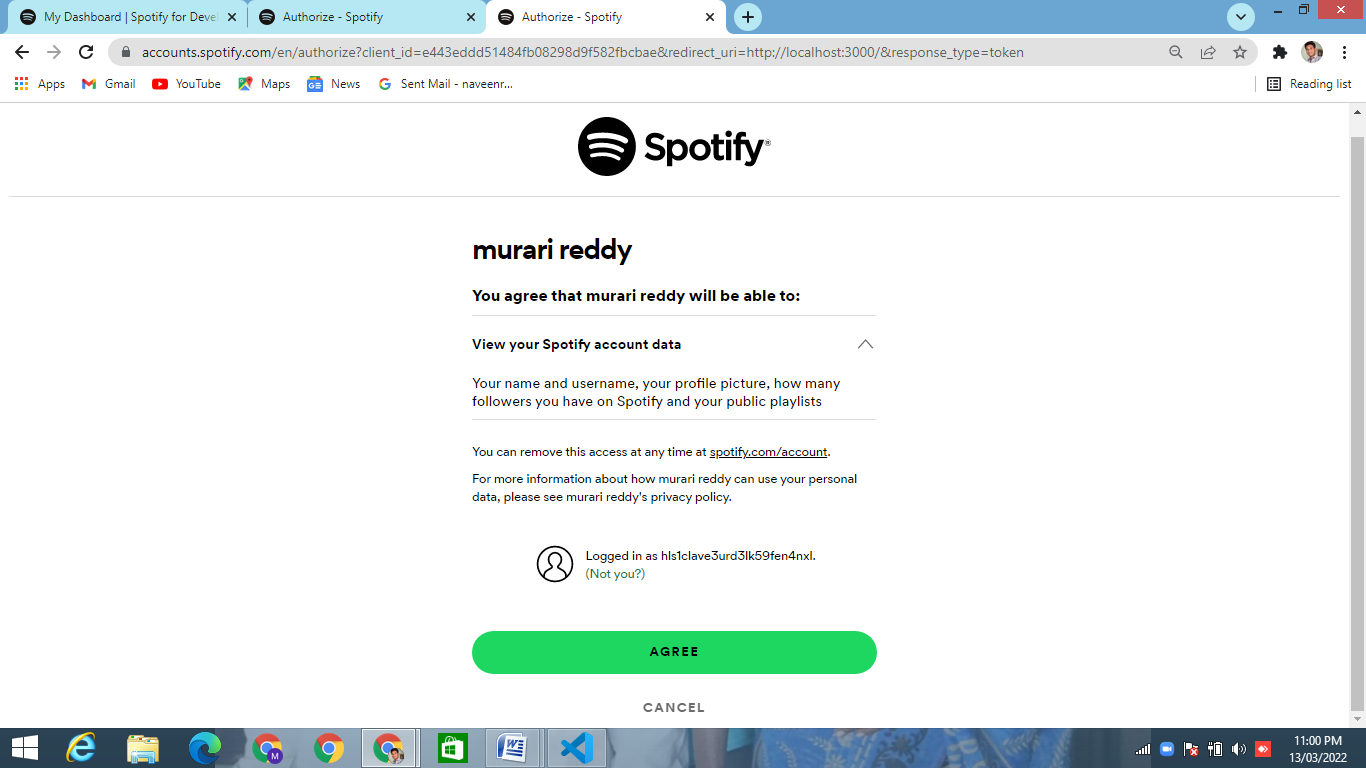 My Dashboard | Spotify for Deve
Authorize - Spotify
Authorize - Spotify
accounts.spotify.com/en/authorize?client_id=e443eddd51484fb08298d9f582fbcbae&redirect_uri=http://localhost:3000/&response_type=token
Apps Gmail YouTube Maps News Sent Mail - naveenr... Reading list
Spotify®
murari reddy
You agree that murari reddy will be able to:
View your Spotify account data
Your name and username, your profile picture, how many
followers you have on Spotify and your public playlists
You can remove this access at any time at spotify.com/account.
For more information about how murari reddy can use your personal
data, please see murari reddy's privacy policy.
Logged in as hls1clave3urd3lk59fen4nxl.
(Not you?)
AGREE
CANCEL
11:00 PM
13/03/2022